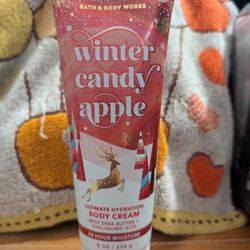 BATH & BODY WORKS
winter
candy
apple
ULTIMATE HYDRATION
BODY CREAM
WITH SHEA BUTTER +
HYALURONIC ACID
24 HOUR MOISTURE
8 OZ / 226 g